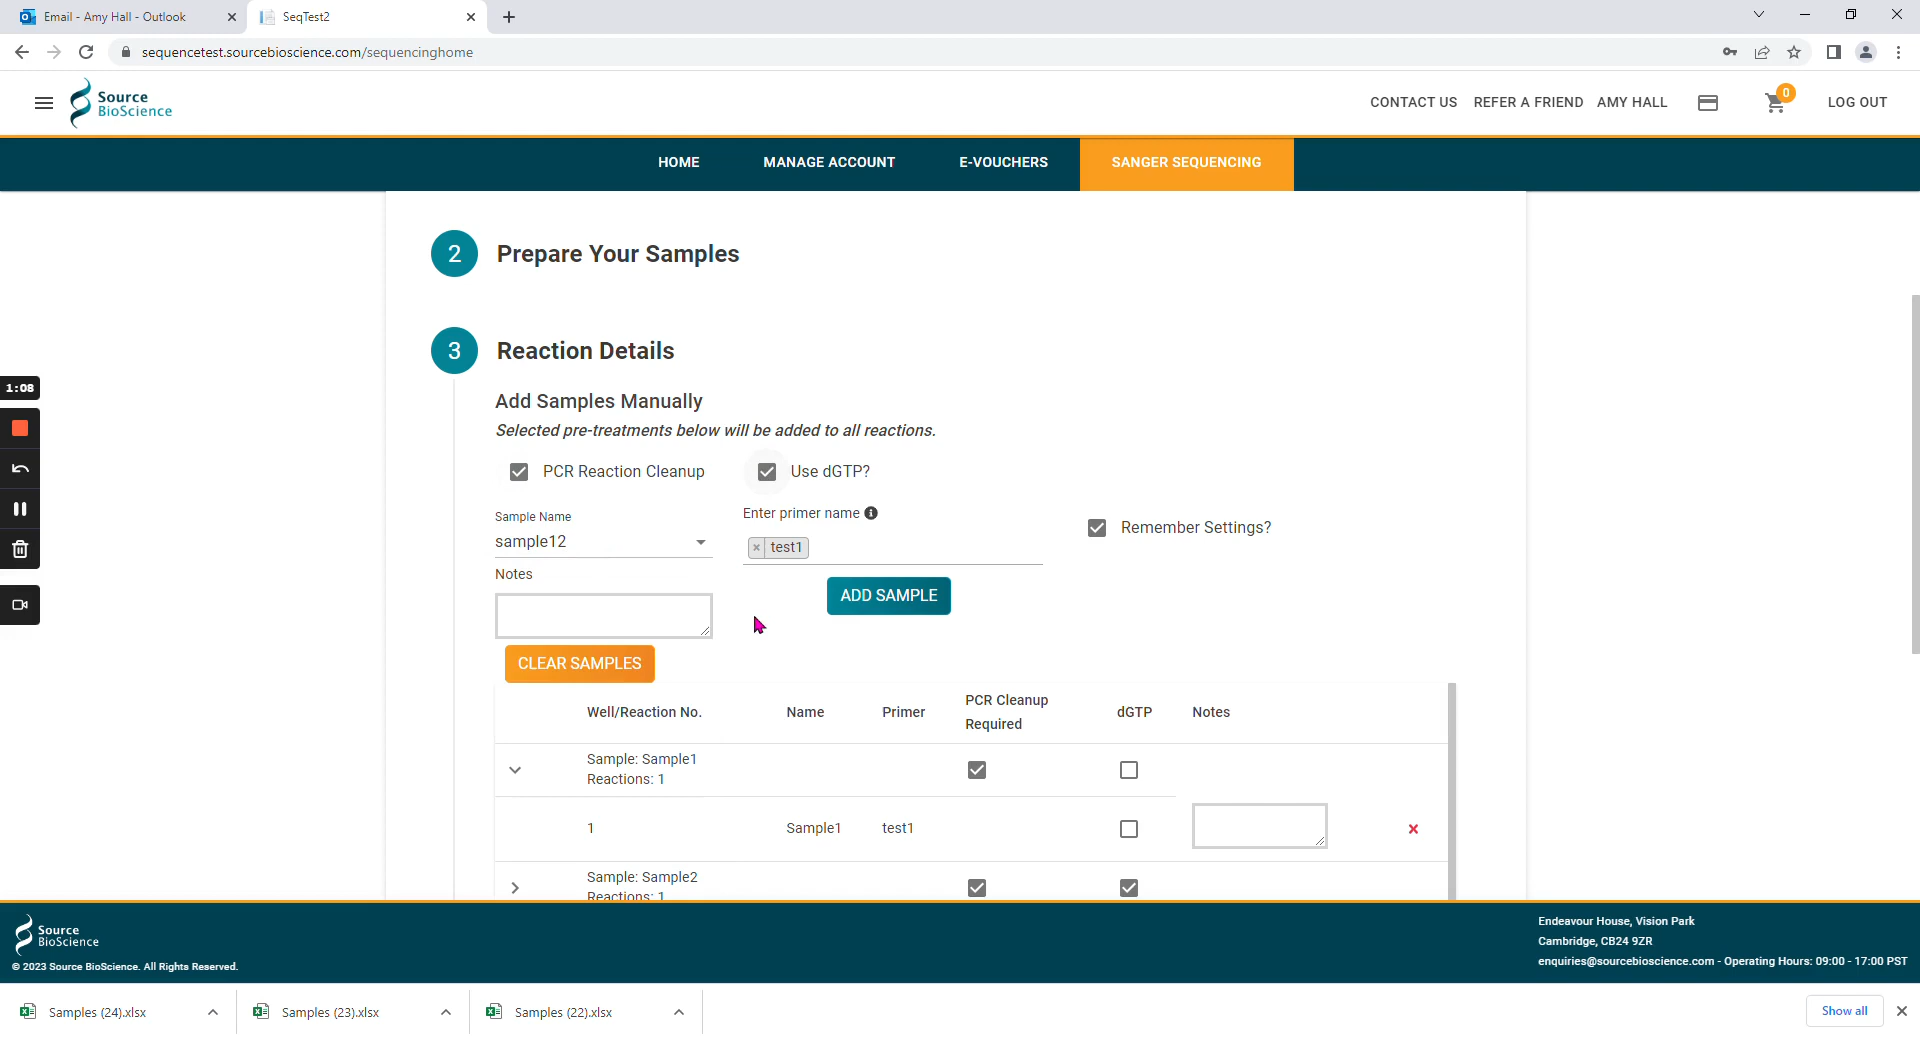 Email - Amy Hall - Outlook
SeqTest2
sequencetest.sourcebioscience.com/sequencinghome
Source
BioScience
CONTACT US
REFER A FRIEND
AMY HALL
0
LOG OUT
HOME
MANAGE ACCOUNT
E-VOUCHERS
SANGER SEQUENCING
2 Prepare Your Samples
3 Reaction Details
1:08
Add Samples Manually
Selected pre-treatments below will be added to all reactions.
PCR Reaction Cleanup
Use dGTP?
Sample Name
Enter primer name
sample12
× test1
Remember Settings?
Notes
ADD SAMPLE
CLEAR SAMPLES
Well/Reaction No.
Name
Primer
PCR Cleanup
Required
dGTP
Notes
Sample: Sample1
Reactions: 1
1
Sample1
test1
Sample: Sample2
Reactions: 1
Source
BioScience
© 2023 Source BioScience. All Rights Reserved.
Endeavour House, Vision Park
Cambridge, CB24 9ZR
enquiries@sourcebioscience.com - Operating Hours: 09:00 - 17:00 PST
Samples (24).xlsx
Samples (23).xlsx
Samples (22).xlsx
Show all